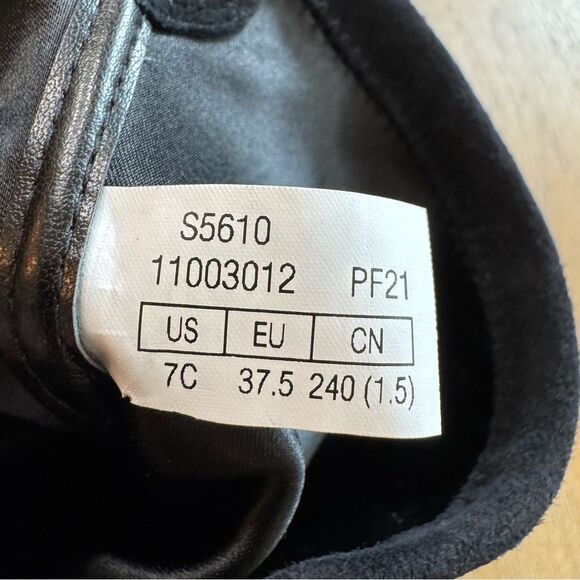 S5610
11003012 PF21
US EU CN
7C 37.5 240 (1.5)